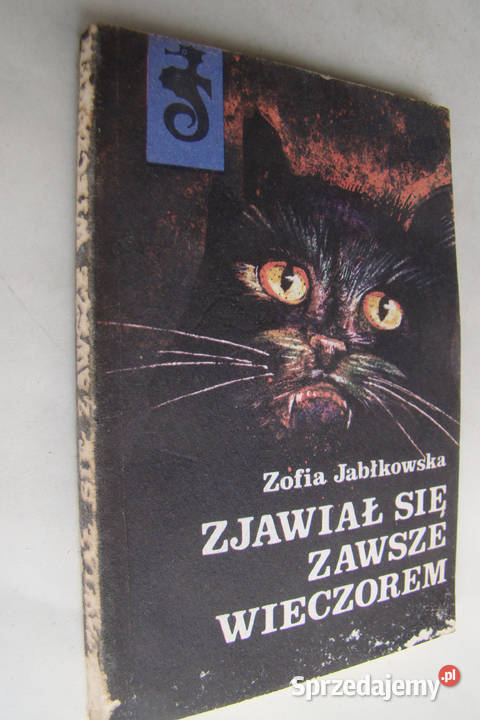 Zofia Jabłkowska
ZJAWIAŁ SIĘ
ZAWSZE
WIECZOREM
Sprzedajemy.pl